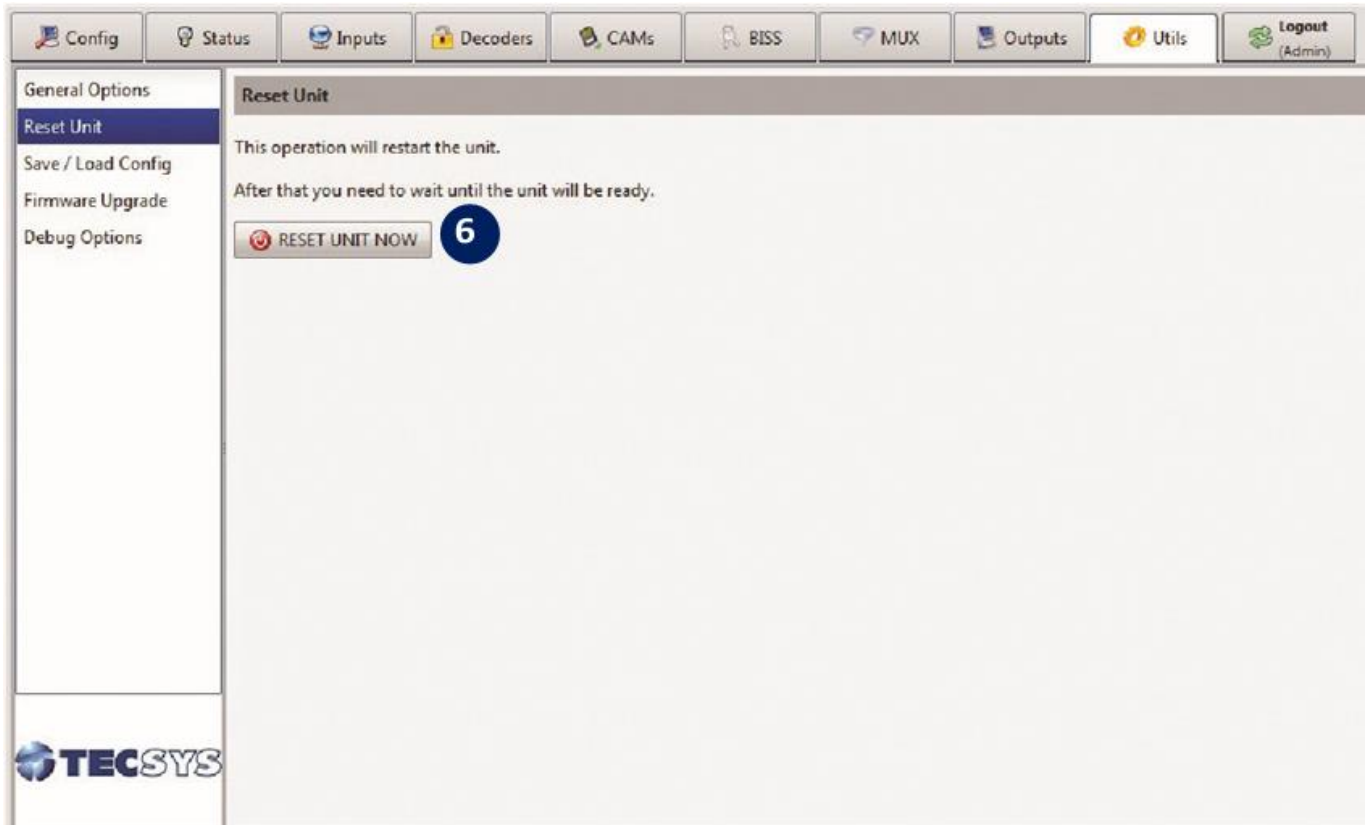 Config Status Inputs Decoders CAMs BISS MUX Outputs Utils Logout
(Admin)
General Options
Reset Unit
Save / Load Config
Firmware Upgrade
Debug Options
Reset Unit
This operation will restart the unit.
After that you need to wait until the unit will be ready.
RESET UNIT NOW 6
TECSYS